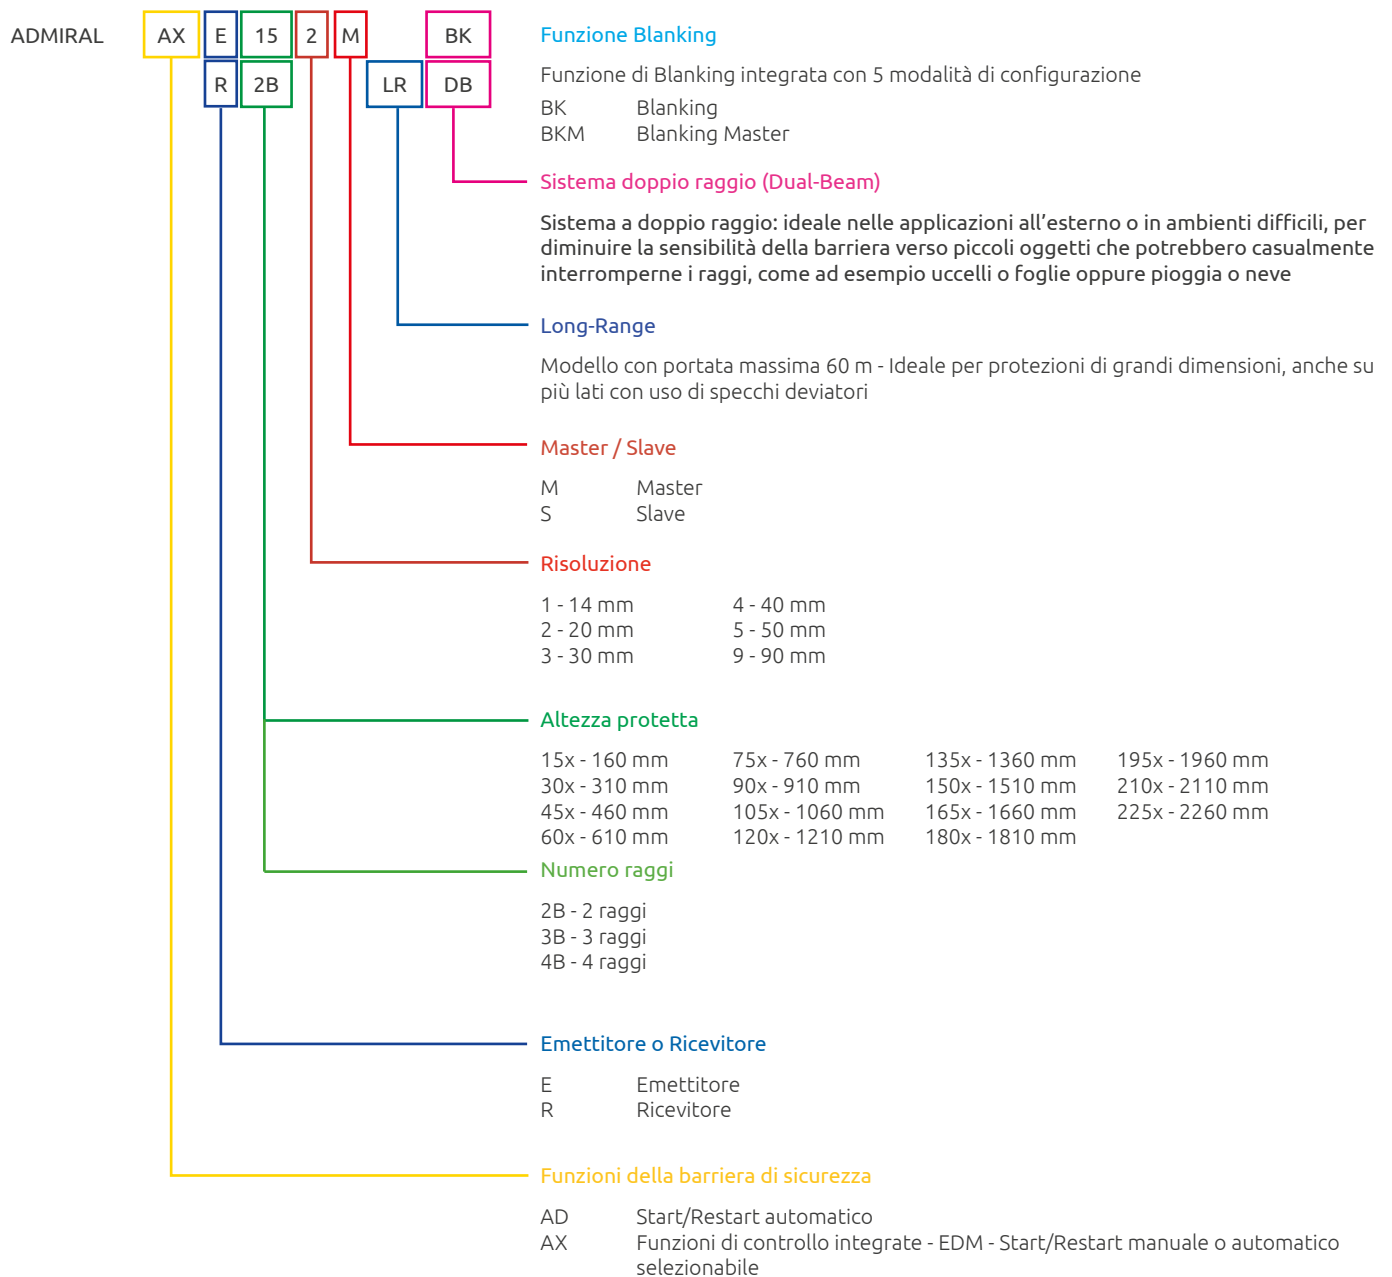 ADMIRAL AX E 15 2 M BK
R 2B LR DB
Funzione Blanking
Funzione di Blanking integrata con 5 modalità di configurazione
BK Blanking
BKM Blanking Master
Sistema doppio raggio (Dual-Beam)
Sistema a doppio raggio: ideale nelle applicazioni all’esterno o in ambienti difficili, per
diminuire la sensibilità della barriera verso piccoli oggetti che potrebbero casualmente
interromperne i raggi, come ad esempio uccelli o foglie oppure pioggia o neve
Long-Range
Modello con portata massima 60 m - Ideale per protezioni di grandi dimensioni, anche su
più lati con uso di specchi deviatori
Master / Slave
M Master
S Slave
Risoluzione
1 - 14 mm 4 - 40 mm
2 - 20 mm 5 - 50 mm
3 - 30 mm 9 - 90 mm
Altezza protetta
15x - 160 mm 75x - 760 mm 135x - 1360 mm 195x - 1960 mm
30x - 310 mm 90x - 910 mm 150x - 1510 mm 210x - 2110 mm
45x - 460 mm 105x - 1060 mm 165x - 1660 mm 225x - 2260 mm
60x - 610 mm 120x - 1210 mm 180x - 1810 mm
Numero raggi
2B - 2 raggi
3B - 3 raggi
4B - 4 raggi
Emettitore o Ricevitore
E Emettitore
R Ricevitore
Funzioni della barriera di sicurezza
AD Start/Restart automatico
AX Funzioni di controllo integrate - EDM - Start/Restart manuale o automatico
selezionabile